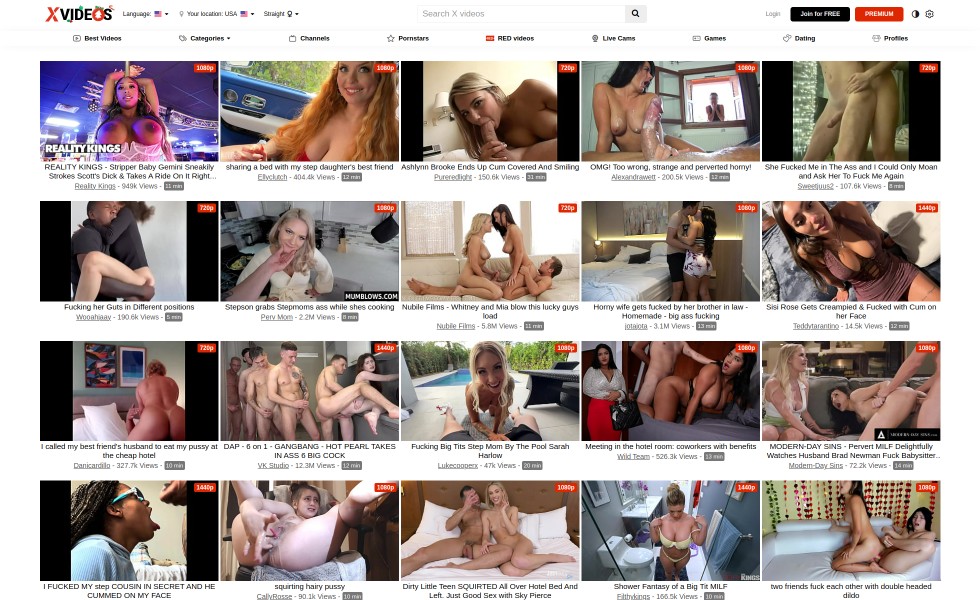 XVIDEOS
Language:
Your location: USA
Straight
Search X videos
Login
Join for FREE
PREMIUM
Best Videos
Categories
Channels
Pornstars
RED videos
Live Cams
Games
Dating
Profiles
1080p
REALITY KINGS
REALITY KINGS - Stripper Baby Gemini Sneakily
Strokes Scott's Dick & Takes A Ride On It Right...
Reality Kings - 949k Views - 11 min
1080p
sharing a bed with my step daughter's best friend
Ellyclutch - 404.4k Views - 12 min
720p
Ashlynn Brooke Ends Up Cum Covered And Smiling
Pureredlight - 150.6k Views - 31 min
1080p
OMG! Too wrong, strange and perverted horny!
Alexandrawett - 200.5k Views - 12 min
720p
She Fucked Me in The Ass and I Could Only Moan
and Ask Her To Fuck Me Again
Sweetjuus2 - 107.6k Views - 8 min
720p
Fucking her Guts in Different positions
Wooahjaay - 190.6k Views - 5 min
1080p
MUMBLOWS.COM
Stepson grabs Stepmoms ass while shes cooking
Perv Mom - 2.2M Views - 8 min
720p
Nubile Films - Whitney and Mia blow this lucky guys
load
Nubile Films - 5.8M Views - 11 min
1080p
Horny wife gets fucked by her brother in law -
Homemade - big ass fucking
jotajota - 3.1M Views - 13 min
1440p
Sisi Rose Gets Creampied & Fucked with Cum on
her Face
Teddytarantino - 14.5k Views - 12 min
720p
I called my best friend's husband to eat my pussy at
the cheap hotel
Danicardillo - 327.7k Views - 10 min
1440p
DAP - 6 on 1 - GANGBANG - HOT PEARL TAKES
IN ASS 6 BIG COCK
VK Studio - 12.3M Views - 12 min
1080p
Fucking Big Tits Step Mom By The Pool Sarah
Harlow
Lukecooperx - 47k Views - 20 min
1080p
Meeting in the hotel room: coworkers with benefits
Wild Team - 526.3k Views - 13 min
1080p
MODERN-DAY SINS - Pervert MILF Delightfully
Watches Husband Brad Newman Fuck Babysitter...
Modern-Day Sins - 72.2k Views - 14 min
1440p
I FUCKED MY step COUSIN IN SECRET AND HE
CUMMED ON MY FACE
1080p
squirting hairy pussy
CallyRosse - 90.1k Views - 10 min
1080p
Dirty Little Teen SQUIRTED All Over Hotel Bed And
Left. Just Good Sex with Sky Pierce
1440p
KINGS
Shower Fantasy of a Big Tit MILF
Filthykings - 166.5k Views - 10 min
1080p
two friends fuck each other with double headed
dildo